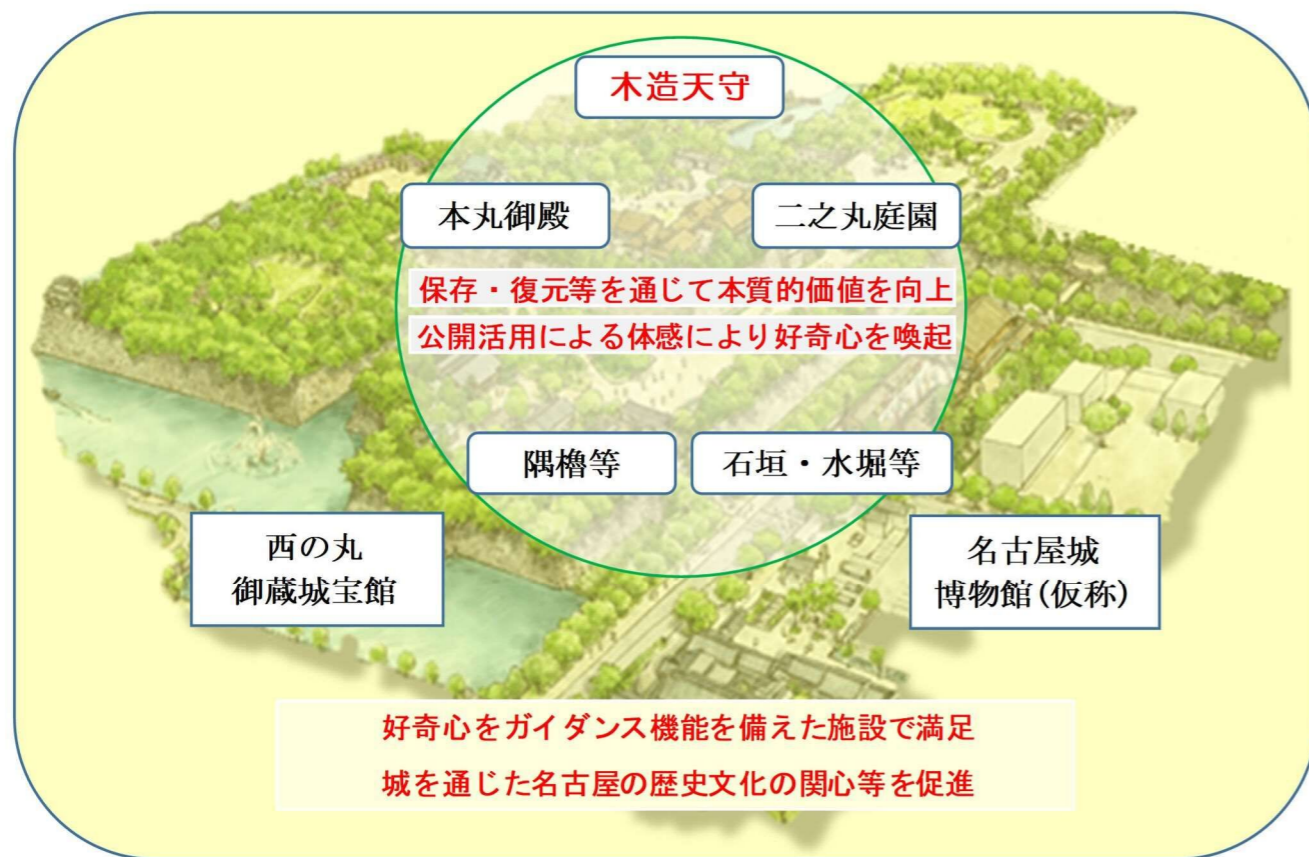 木造天守
本丸御殿
二之丸庭園
保存・復元等を通じて本質的価値を向上
公開活用による体感により好奇心を喚起
隅櫓等
石垣・水堀等
西の丸
御蔵城宝館
名古屋城
博物館(仮称)
好奇心をガイダンス機能を備えた施設で満足
城を通じた名古屋の歴史文化の関心等を促進